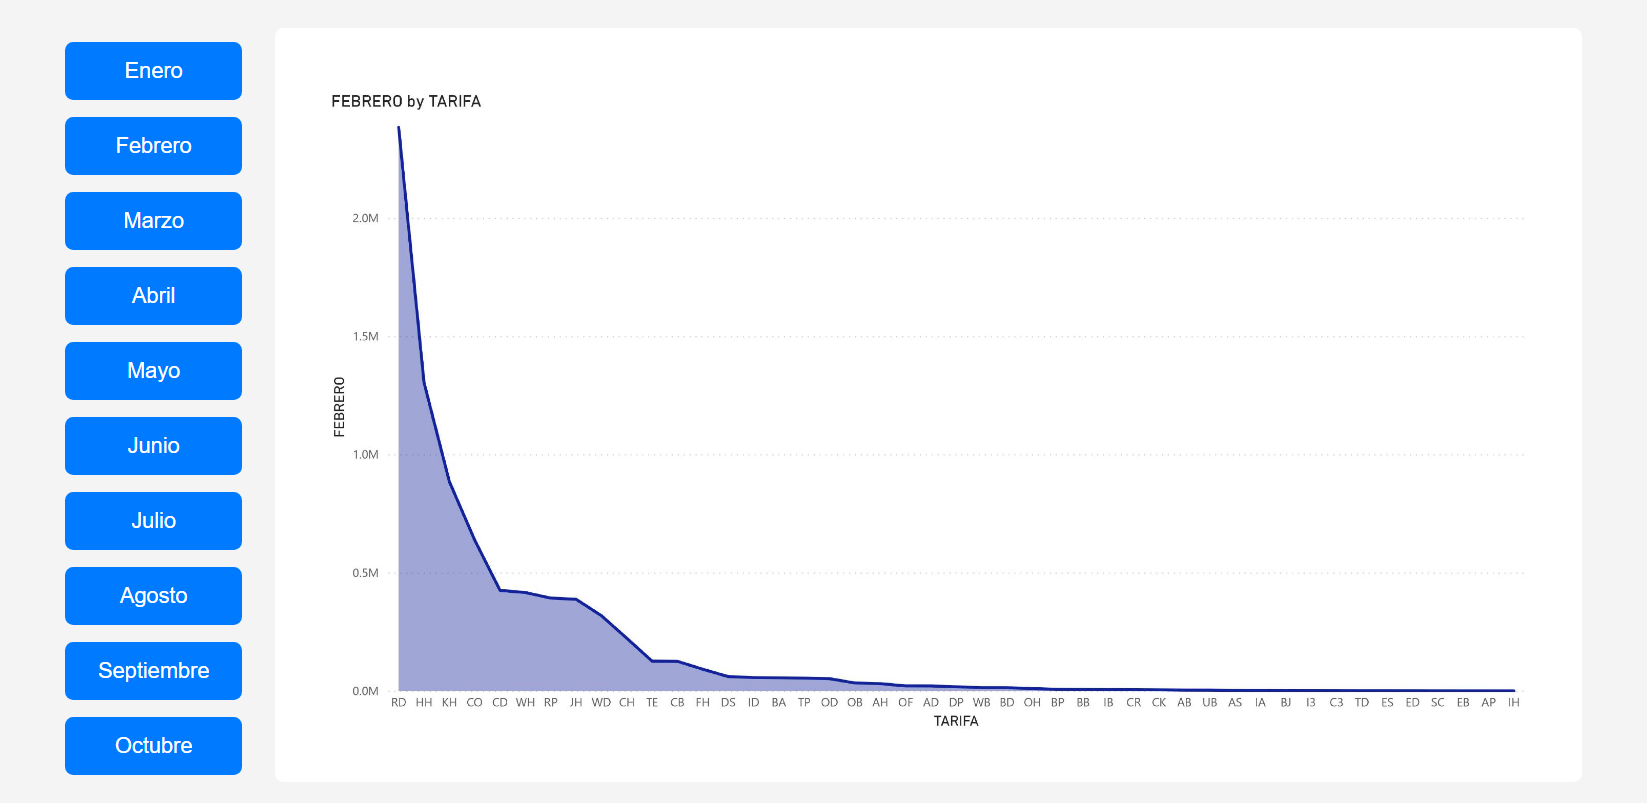 Enero
Febrero
Marzo
Abril
Mayo
Junio
Julio
Agosto
Septiembre
Octubre
FEBRERO by TARIFA
FEBRERO
2.0M
1.5M
1.0M
0.5M
0.0M
RD HH KH CO CD WH RP JH WD CH TE CB FH DS ID BA TP OD OB AH OF AD DP WB BD OH BP BB IB CR CK AB UB AS IA BJ I3 C3 TD ES ED SC EB AP IH
TARIFA